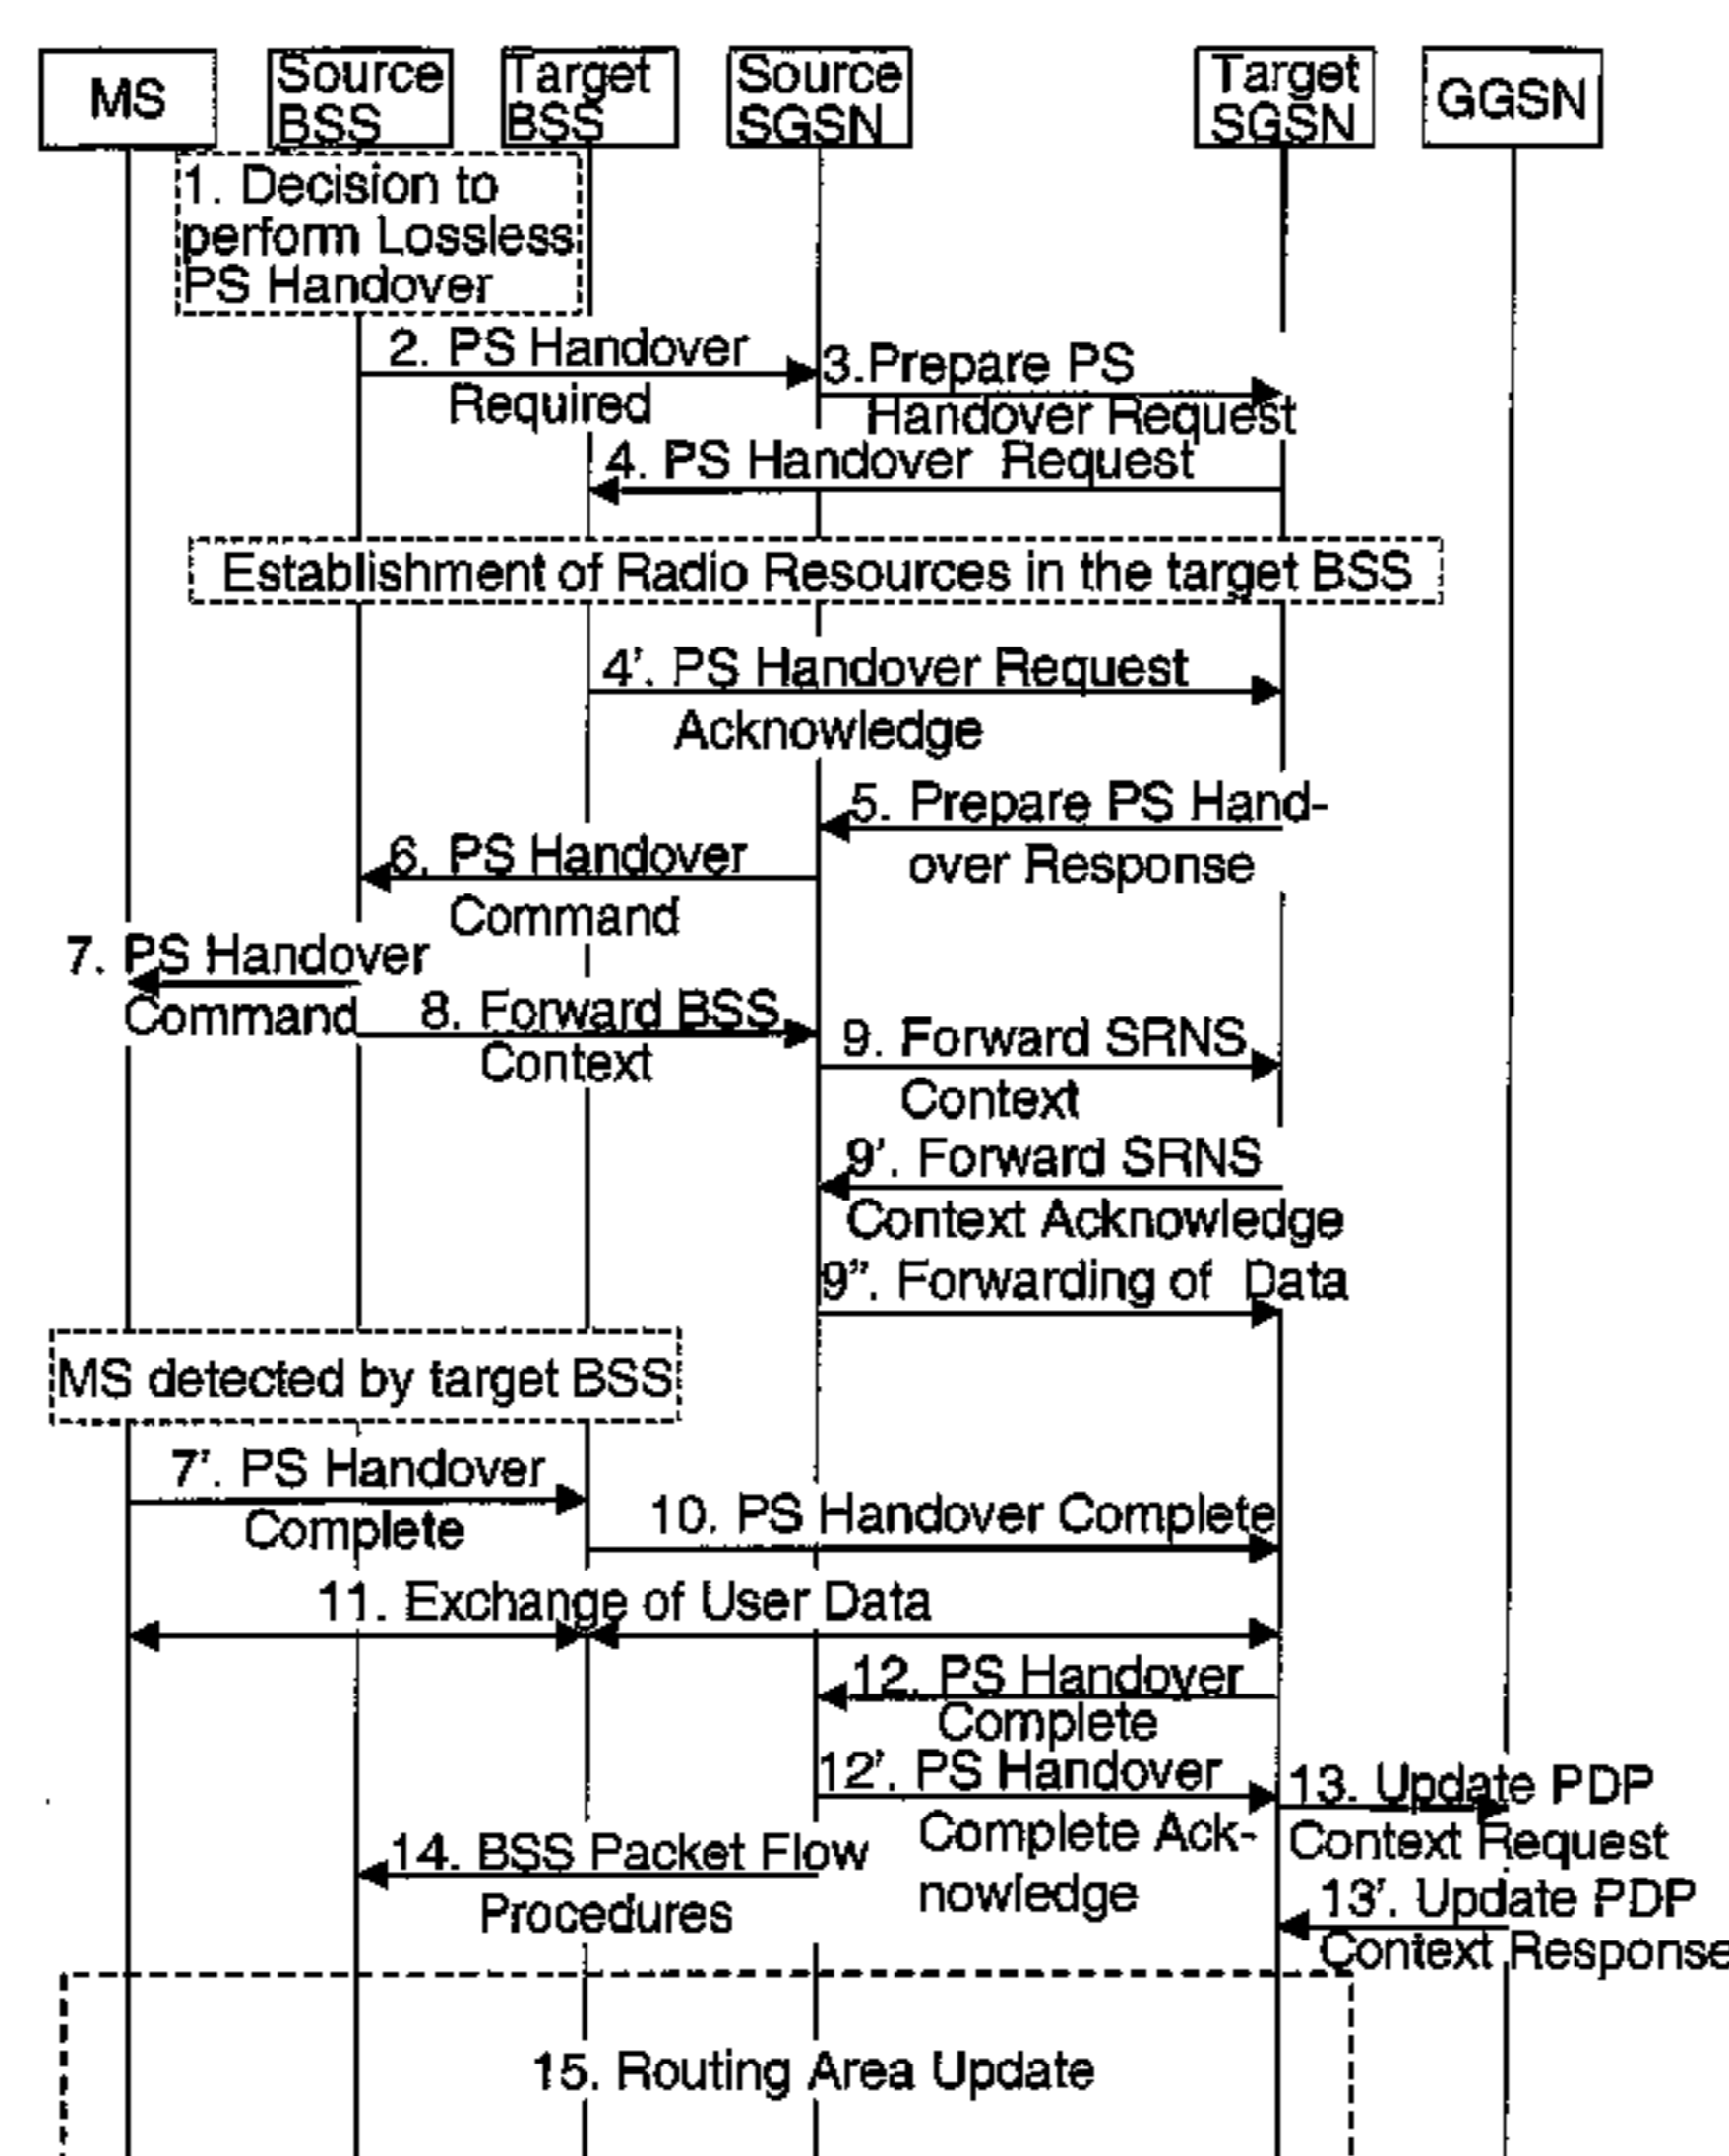 MS
Source
BSS
Target
BSS
Source
SGSN
Target
SGSN
GGSN
1. Decision to
perform Lossless
PS Handover
2. PS Handover
Required
3.Prepare PS
Handover Request
4. PS Handover Request
Establishment of Radio Resources in the target BSS
4'. PS Handover Request
Acknowledge
5. Prepare PS Hand-
over Response
6. PS Handover
Command
7. PS Handover
Command
8. Forward BSS
Context
9. Forward SRNS
Context
9'. Forward SRNS
Context Acknowledge
9”. Forwarding of Data
MS detected by target BSS
7'. PS Handover
Complete
10. PS Handover Complete
11. Exchange of User Data
12. PS Handover
Complete
12'. PS Handover
Complete Ack-
nowledge
13. Update PDP
Context Request
14. BSS Packet Flow
Procedures
13'. Update PDP
Context Response
15. Routing Area Update